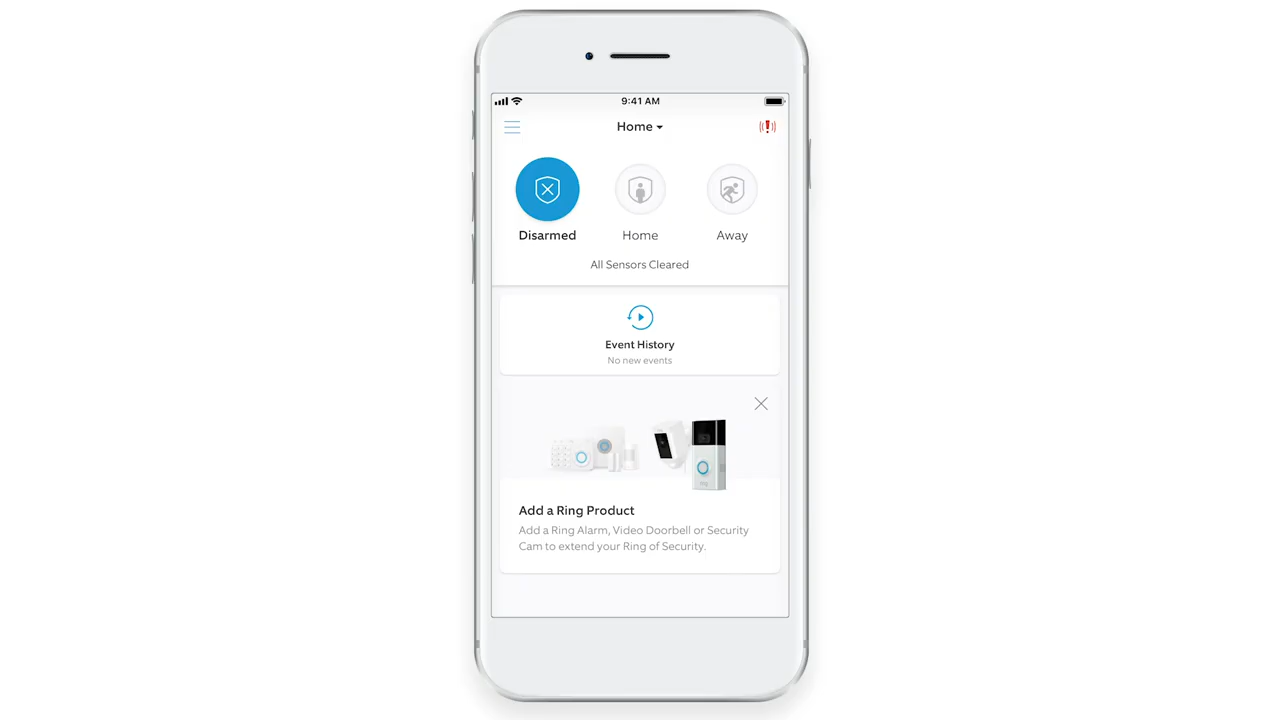 9:41 AM
Home
Disarmed
Home
Away
All Sensors Cleared
Event History
No new events
Add a Ring Product
Add a Ring Alarm, Video Doorbell or Security
Cam to extend your Ring of Security.